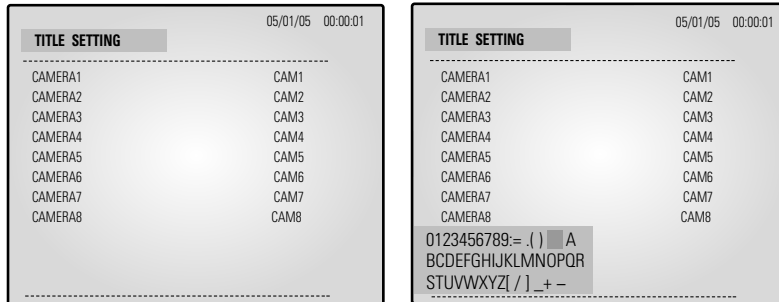 05/01/05 00:00:01
TITLE SETTING
CAMERA1 CAM1
CAMERA2 CAM2
CAMERA3 CAM3
CAMERA4 CAM4
CAMERA5 CAM5
CAMERA6 CAM6
CAMERA7 CAM7
CAMERA8 CAM8
05/01/05 00:00:01
TITLE SETTING
CAMERA1 CAM1
CAMERA2 CAM2
CAMERA3 CAM3
CAMERA4 CAM4
CAMERA5 CAM5
CAMERA6 CAM6
CAMERA7 CAM7
CAMERA8 CAM8
0123456789:= .( ) A
BCDEFGHIJKLMNOPQR
STUVWXYZ[ / ] _+ –